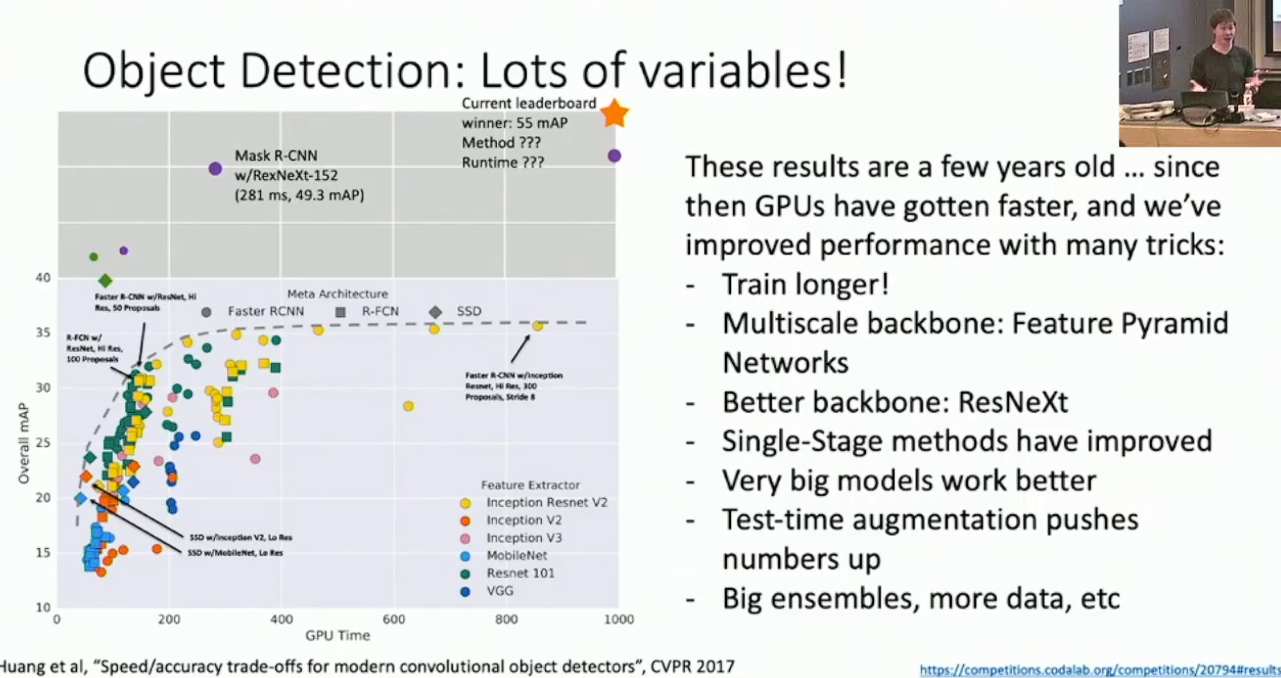 Object Detection: Lots of variables!
Current leaderboard
winner: 55 mAP
Method ???
Runtime ???
Mask R-CNN
w/RexNeXt-152
(281 ms, 49.3 mAP)
40
35
30
25
20
15
10
Overall mAP
Faster R-CNN w/ResNet, Hi
Res, 50 Proposals
R-FCN w/
ResNet, Hi Res,
100 Proposals
Meta Architecture
Faster RCNN
R-FCN
SSD
Faster R-CNN w/Inception
Resnet, Hi Res, 300
Proposals, Stride 8
SSD w/Inception V2, Lo Res
SSD w/MobileNet, Lo Res
Feature Extractor
Inception Resnet V2
Inception V2
Inception V3
MobileNet
Resnet 101
VGG
0
200
400
600
800
1000
GPU Time
These results are a few years old ... since
then GPUs have gotten faster, and we've
improved performance with many tricks:
- Train longer!
- Multiscale backbone: Feature Pyramid
Networks
- Better backbone: ResNeXt
- Single-Stage methods have improved
- Very big models work better
- Test-time augmentation pushes
numbers up
- Big ensembles, more data, etc
Huang et al, "Speed/accuracy trade-offs for modern convolutional object detectors", CVPR 2017
https://competitions.codalab.org/competitions/20794#results